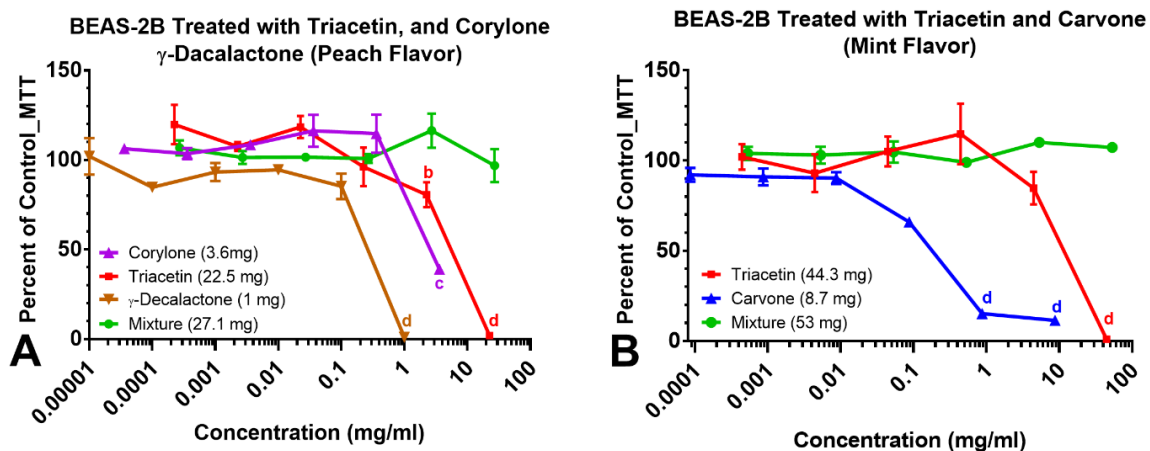 BEAS-2B Treated with Triacetin, and Corylone
γ-Dacalactone (Peach Flavor)
Percent of Control_MTT
150
100
50
0
b
c
d
d
Corylone (3.6mg)
Triacetin (22.5 mg)
γ-Decalactone (1 mg)
Mixture (27.1 mg)
A
0.00001
0.0001
0.001
0.01
0.1
1
10
100
Concentration (mg/ml)
BEAS-2B Treated with Triacetin and Carvone
(Mint Flavor)
Percent of Control_MTT
150
100
50
0
d
d
d
Triacetin (44.3 mg)
Carvone (8.7 mg)
Mixture (53 mg)
B
0.0001
0.001
0.01
0.1
1
10
100
Concentration (mg/ml)